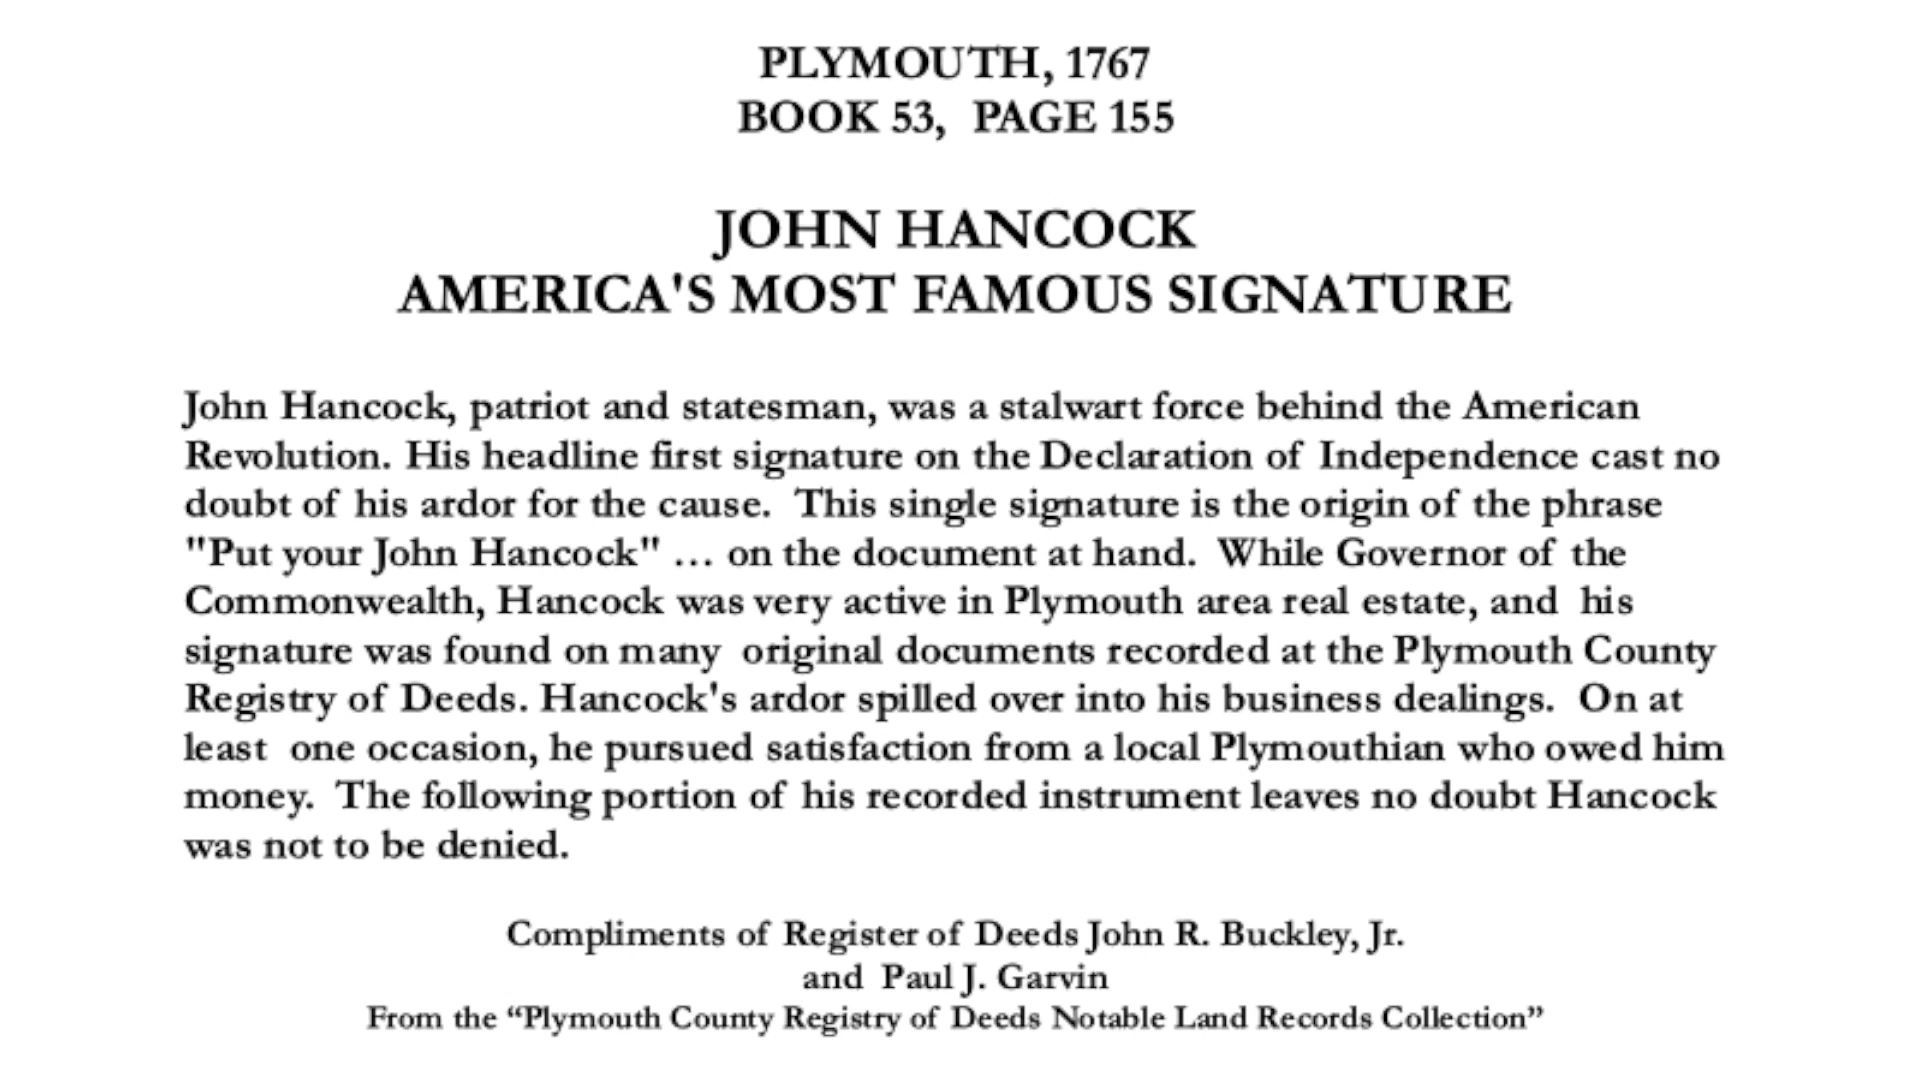 PLYMOUTH, 1767
BOOK 53, PAGE 155
JOHN HANCOCK
AMERICA'S MOST FAMOUS SIGNATURE
John Hancock, patriot and statesman, was a stalwart force behind the American
Revolution. His headline first signature on the Declaration of Independence cast no
doubt of his ardor for the cause. This single signature is the origin of the phrase
"Put your John Hancock" ... on the document at hand. While Governor of the
Commonwealth, Hancock was very active in Plymouth area real estate, and his
signature was found on many original documents recorded at the Plymouth County
Registry of Deeds. Hancock's ardor spilled over into his business dealings. On at
least one occasion, he pursued satisfaction from a local Plymouthian who owed him
money. The following portion of his recorded instrument leaves no doubt Hancock
was not to be denied.
Compliments of Register of Deeds John R. Buckley, Jr.
and Paul J. Garvin
From the “Plymouth County Registry of Deeds Notable Land Records Collection”